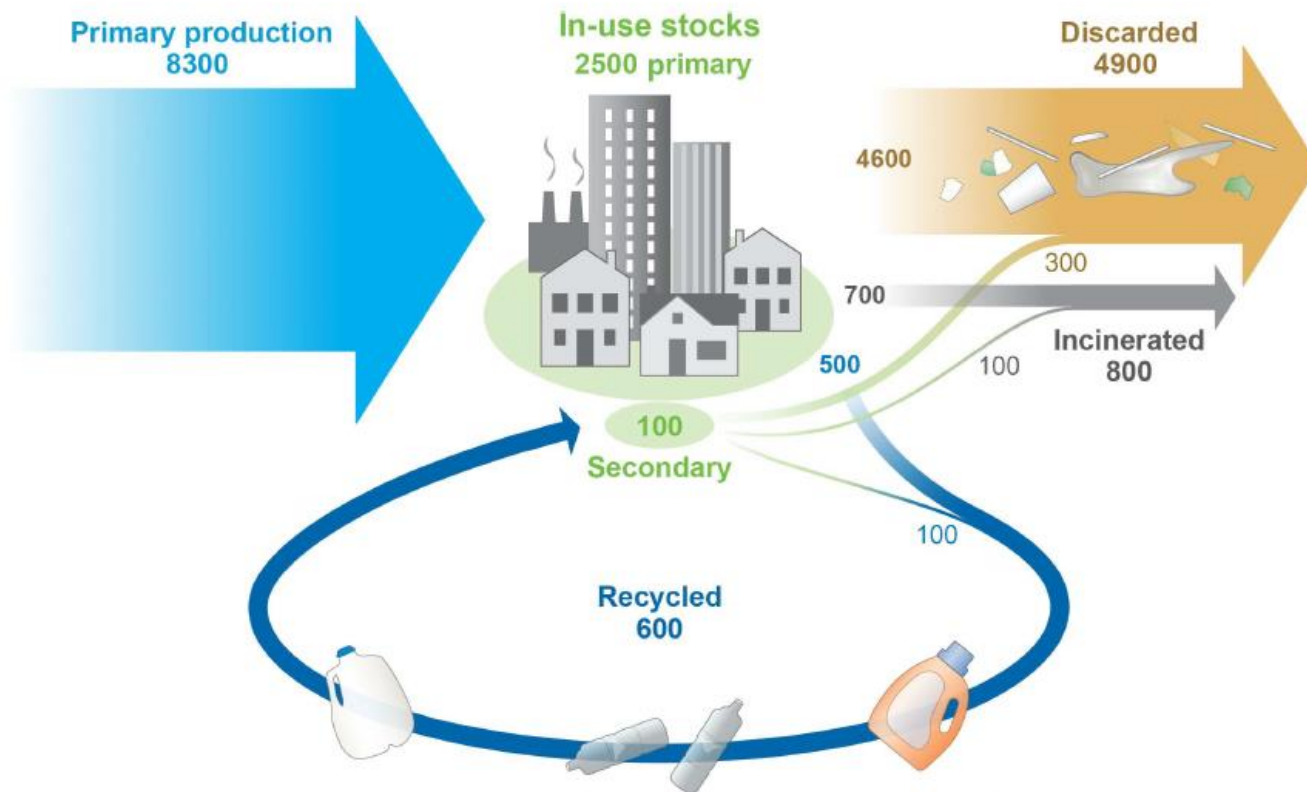 Primary production
8300
In-use stocks
2500 primary
Discarded
4900
4600
300
700
Incinerated
800
500
100
100
Secondary
100
Recycled
600